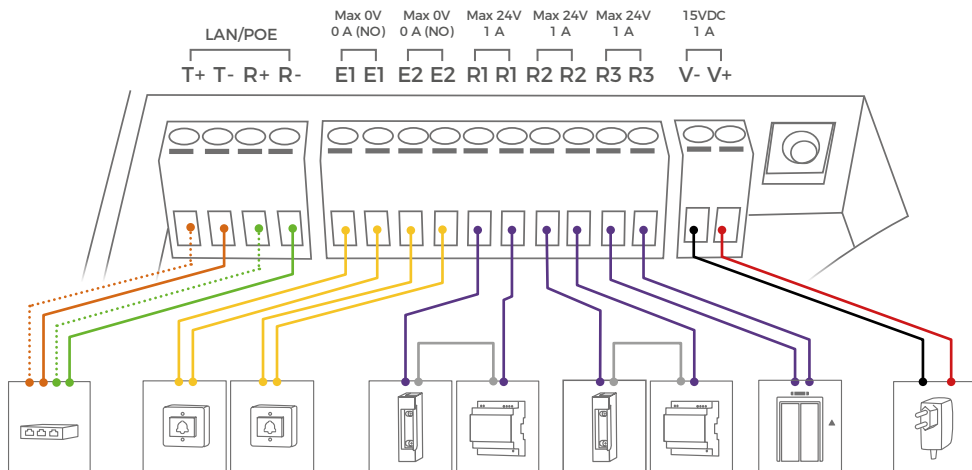 LAN/POE
Max 0V
0 A (NO)
Max 0V
0 A (NO)
Max 24V
1 A
Max 24V
1 A
Max 24V
1 A
15VDC
1 A
T+ T- R+ R- E1 E1 E2 E2 R1 R1 R2 R2 R3 R3 V- V+